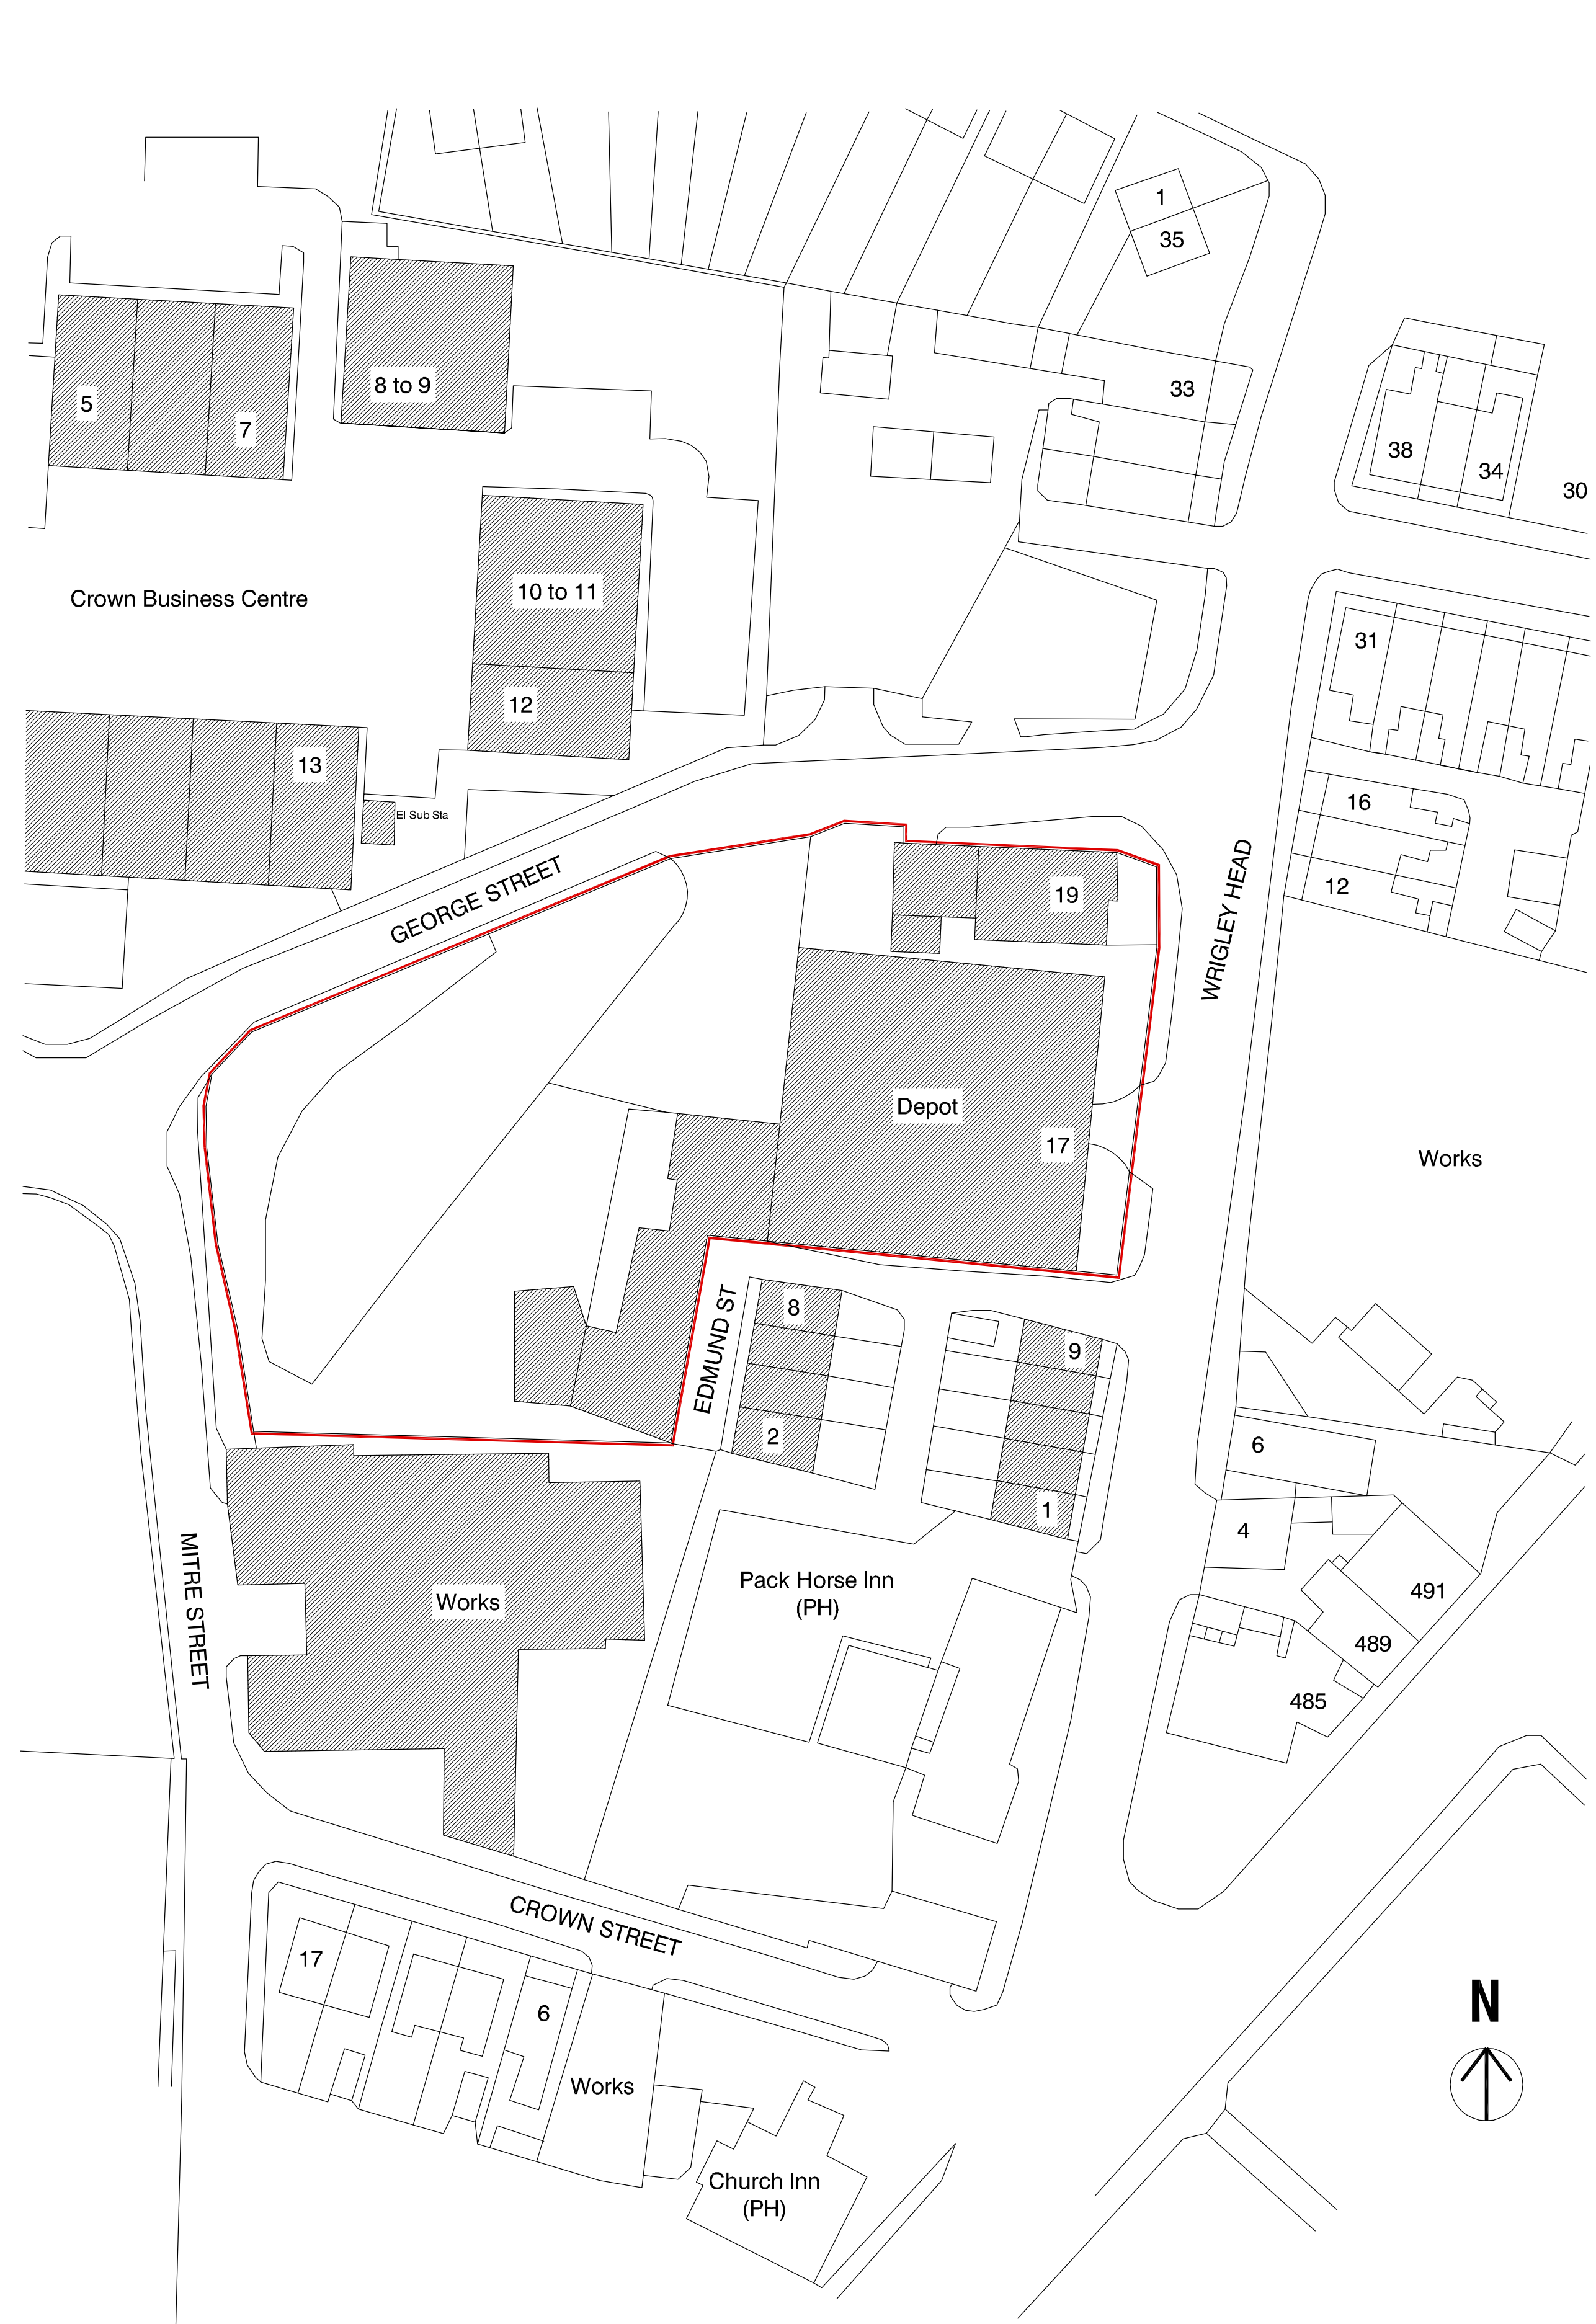 1
35
33
5
7
8 to 9
38
34
30
10 to 11
Crown Business Centre
31
12
13
El Sub Sta
16
12
GEORGE STREET
19
WRIGLEY HEAD
Depot
17
Works
EDMUND ST
8
9
2
1
6
4
491
489
485
MITRE STREET
Works
Pack Horse Inn
(PH)
CROWN STREET
17
6
Works
Church Inn
(PH)
N